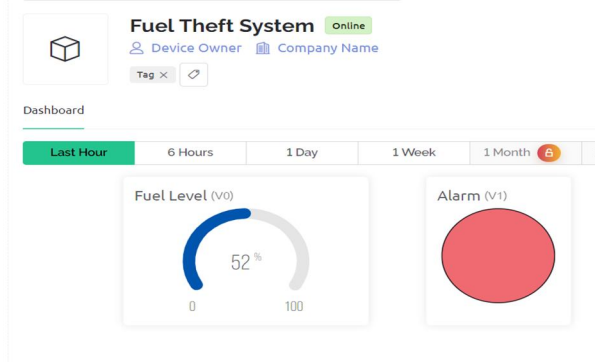 Fuel Theft System Online
Device Owner Company Name
Tag ×
Dashboard
Last Hour 6 Hours 1 Day 1 Week 1 Month
Fuel Level (V0) Alarm (V1)
52 %
0 100